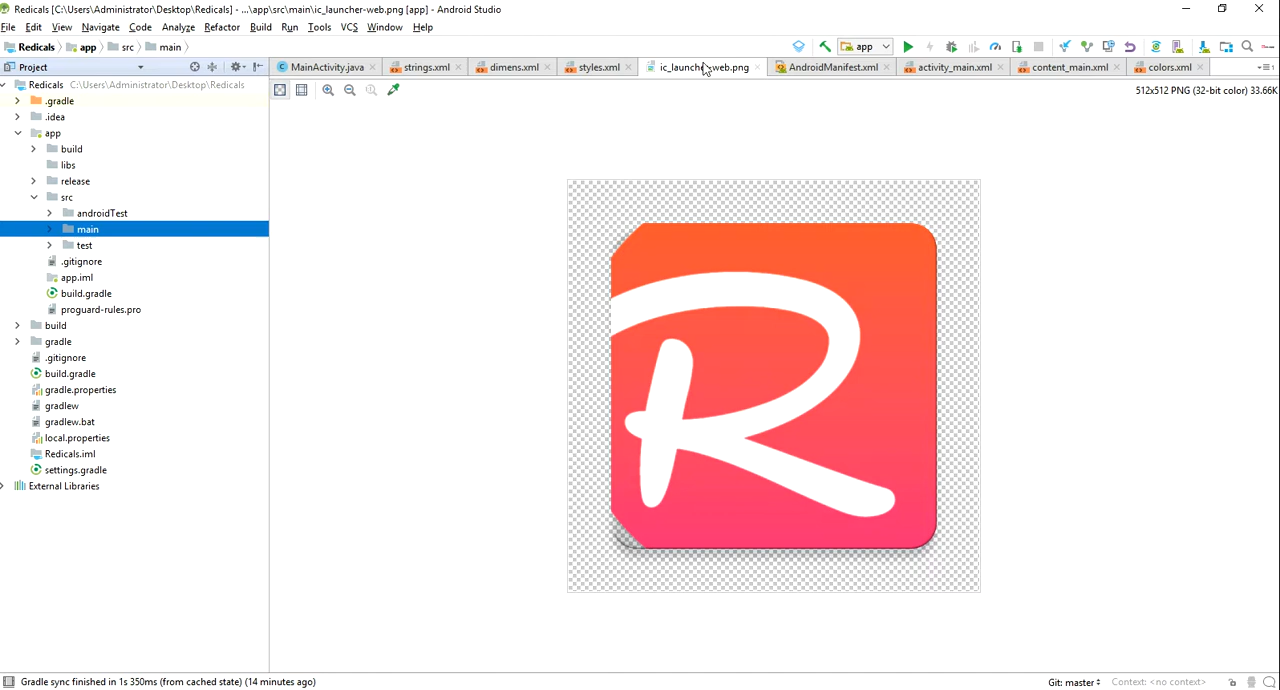 Redicals [C:\Users\Administrator\Desktop\Redicals] - ...\app\src\main\ic_launcher-web.png [app] - Android Studio
File Edit View Navigate Code Analyze Refactor Build Run Tools VCS Window Help
Redicals app src main app
Project MainActivity.java strings.xml dimens.xml styles.xml ic_launcher-web.png AndroidManifest.xml activity_main.xml content_main.xml colors.xml
Redicals C:\Users\Administrator\Desktop\Redicals
512x512 PNG (32-bit color) 33.66K
.gradle
.idea
app
build
libs
release
src
androidTest
main
test
.gitignore
app.iml
build.gradle
proguard-rules.pro
build
gradle
.gitignore
build.gradle
gradle.properties
gradlew
gradlew.bat
local.properties
Redicals.iml
settings.gradle
External Libraries
R
Gradle sync finished in 1s 350ms (from cached state) (14 minutes ago) Git: master Context: <no context>